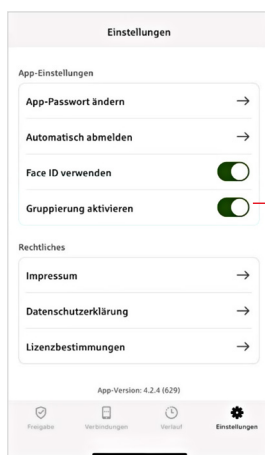 Einstellungen
App-Einstellungen
App-Passwort ändern
Automatisch abmelden
Face ID verwenden
Gruppierung aktivieren
Rechtliches
Impressum
Datenschutzerklärung
Lizenzbestimmungen
App-Version: 4.2.4 (629)
Freigabe Verbindungen Verlauf Einstellungen